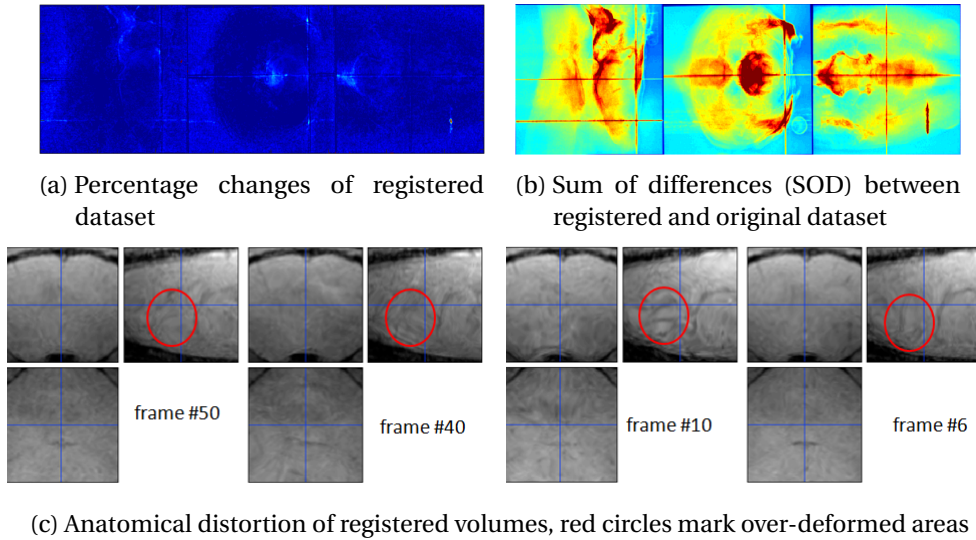 (a) Percentage changes of registered
dataset
(b) Sum of differences (SOD) between
registered and original dataset
frame #50
frame #40
frame #10
frame #6
(c) Anatomical distortion of registered volumes, red circles mark over-deformed areas